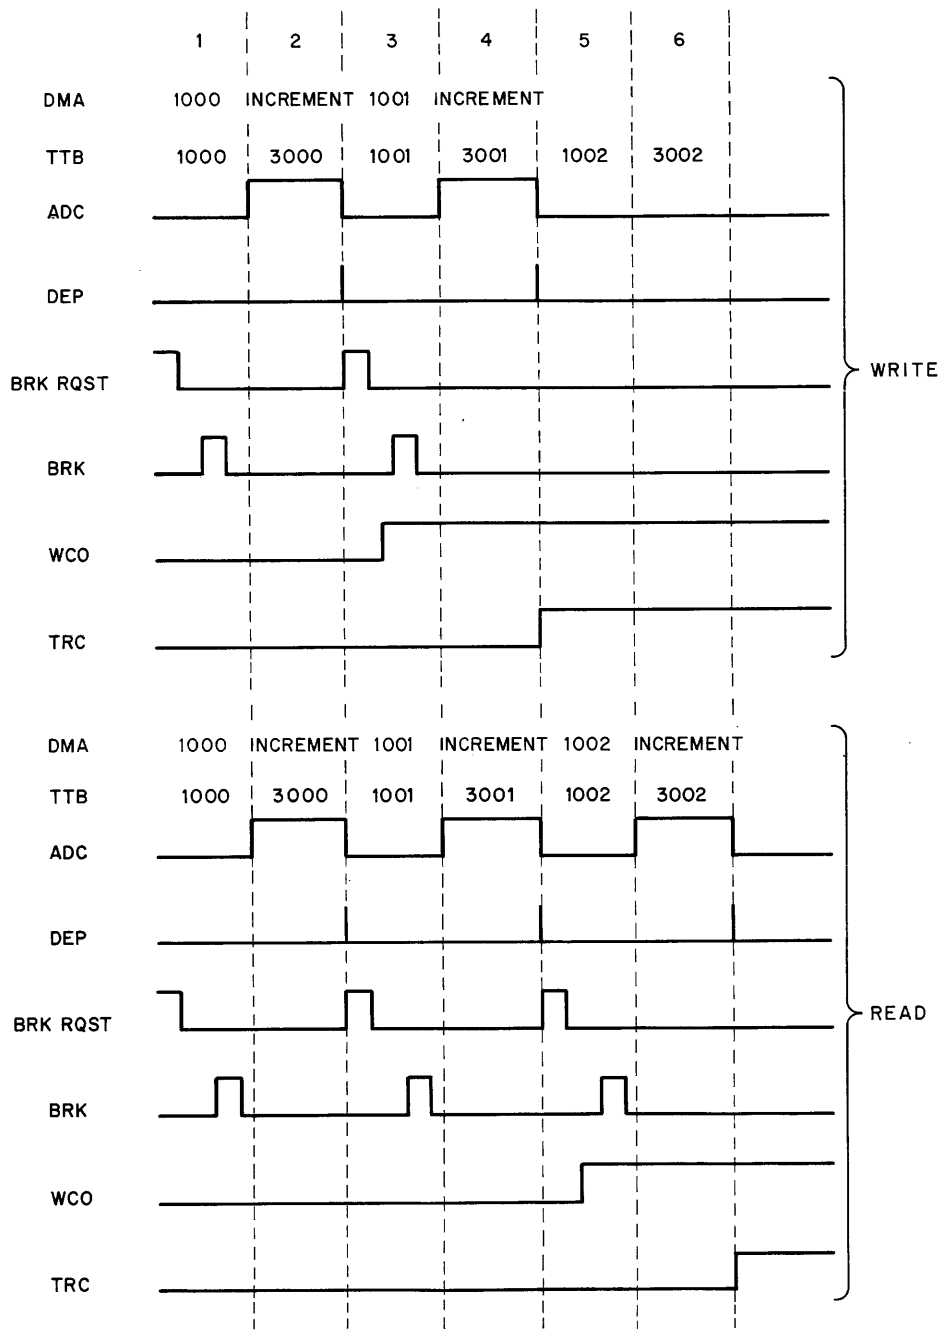 1 2 3 4 5 6
DMA 1000 INCREMENT 1001 INCREMENT
TTB 1000 3000 1001 3001 1002 3002
ADC
DEP
BRK RQST
WRITE
BRK
WCO
TRC
DMA 1000 INCREMENT 1001 INCREMENT 1002 INCREMENT
TTB 1000 3000 1001 3001 1002 3002
ADC
DEP
BRK RQST
READ
BRK
WCO
TRC